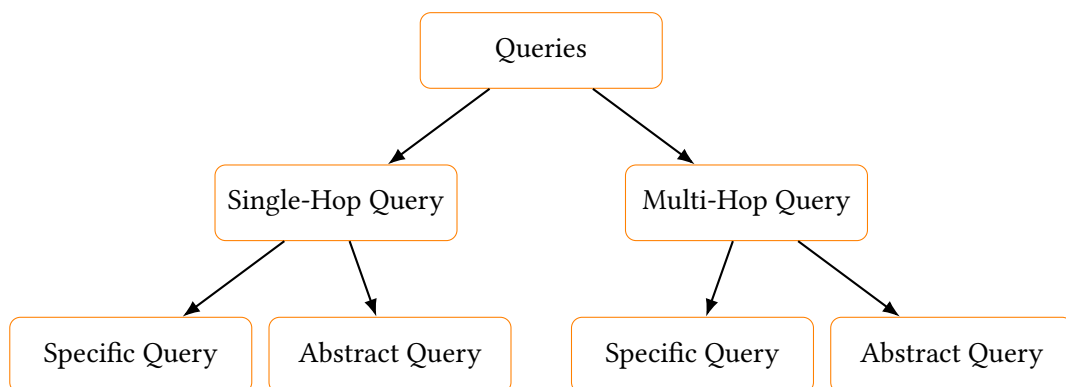 Queries
Single-Hop Query
Multi-Hop Query
Specific Query
Abstract Query
Specific Query
Abstract Query